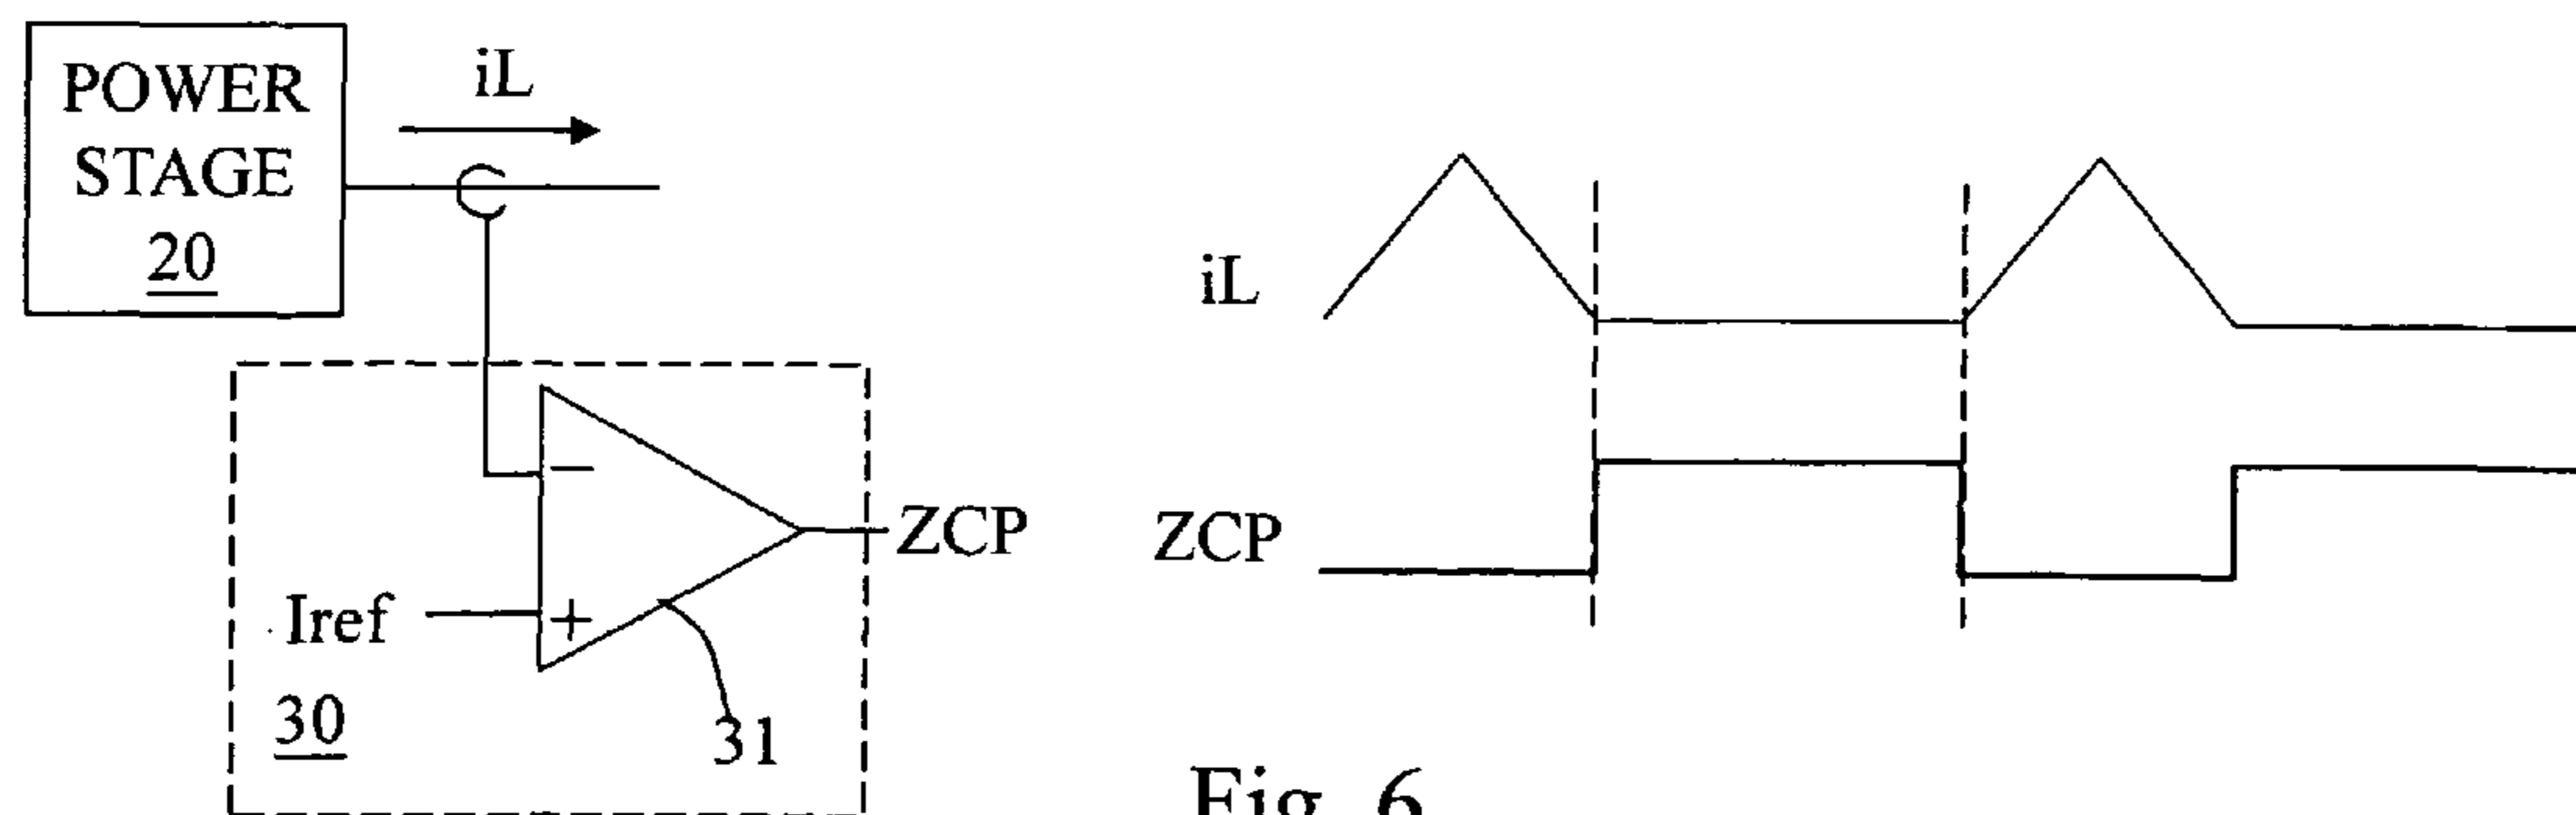 POWER
STAGE
20
iL
−
+
Iref
30
31
ZCP
iL
ZCP
Fig. 6